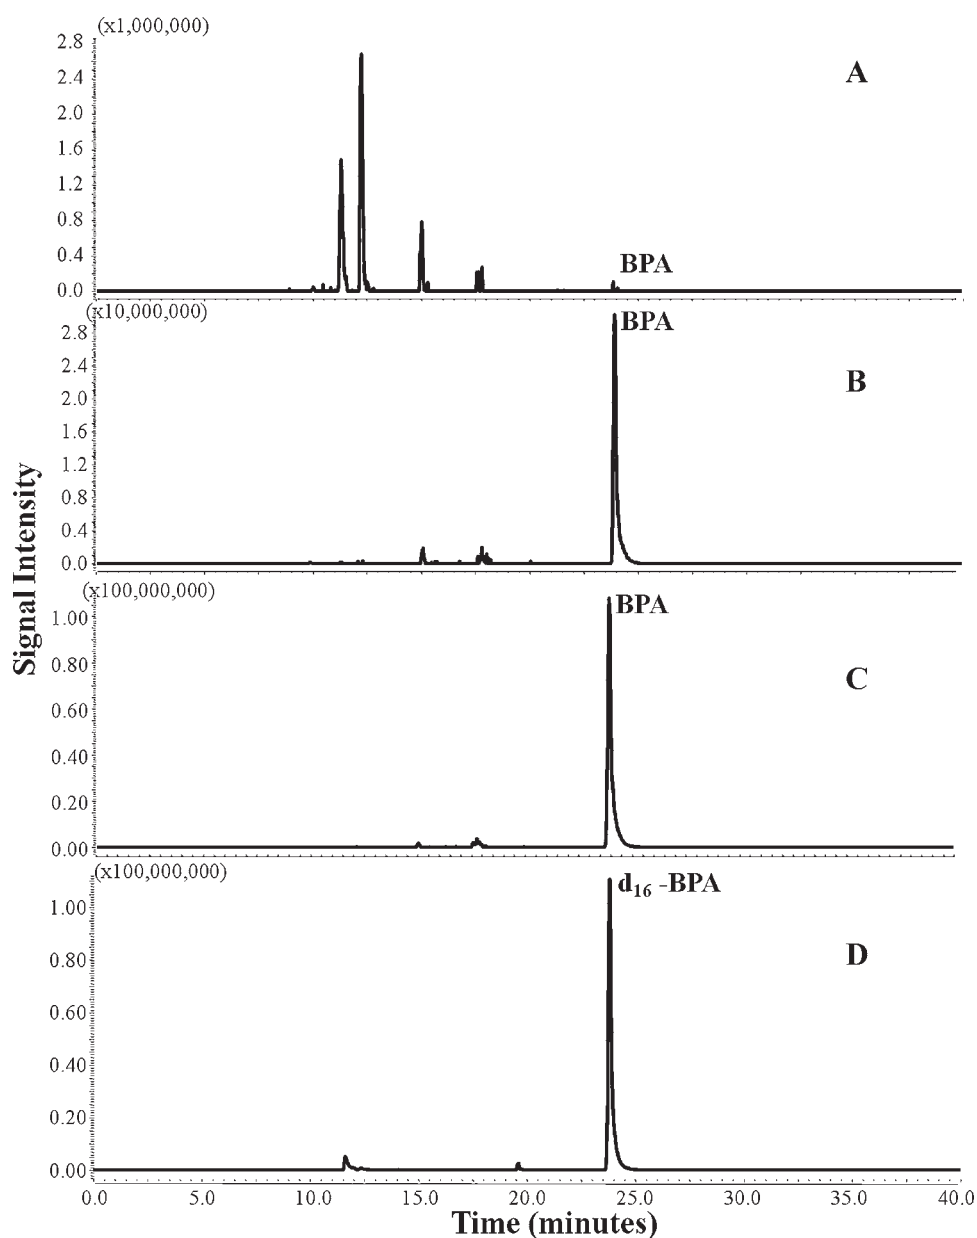 (x1,000,000)
2.8
2.4
2.0
1.6
1.2
0.8
0.4
0.0
A
BPA
(x10,000,000)
2.8
2.4
2.0
1.6
1.2
0.8
0.4
0.0
BPA
B
Signal Intensity
(x100,000,000)
1.00
0.80
0.60
0.40
0.20
0.00
BPA
C
(x100,000,000)
1.00
0.80
0.60
0.40
0.20
0.00
d₁₆ -BPA
D
0.0 5.0 10.0 15.0 20.0 25.0 30.0 35.0 40.0
Time (minutes)